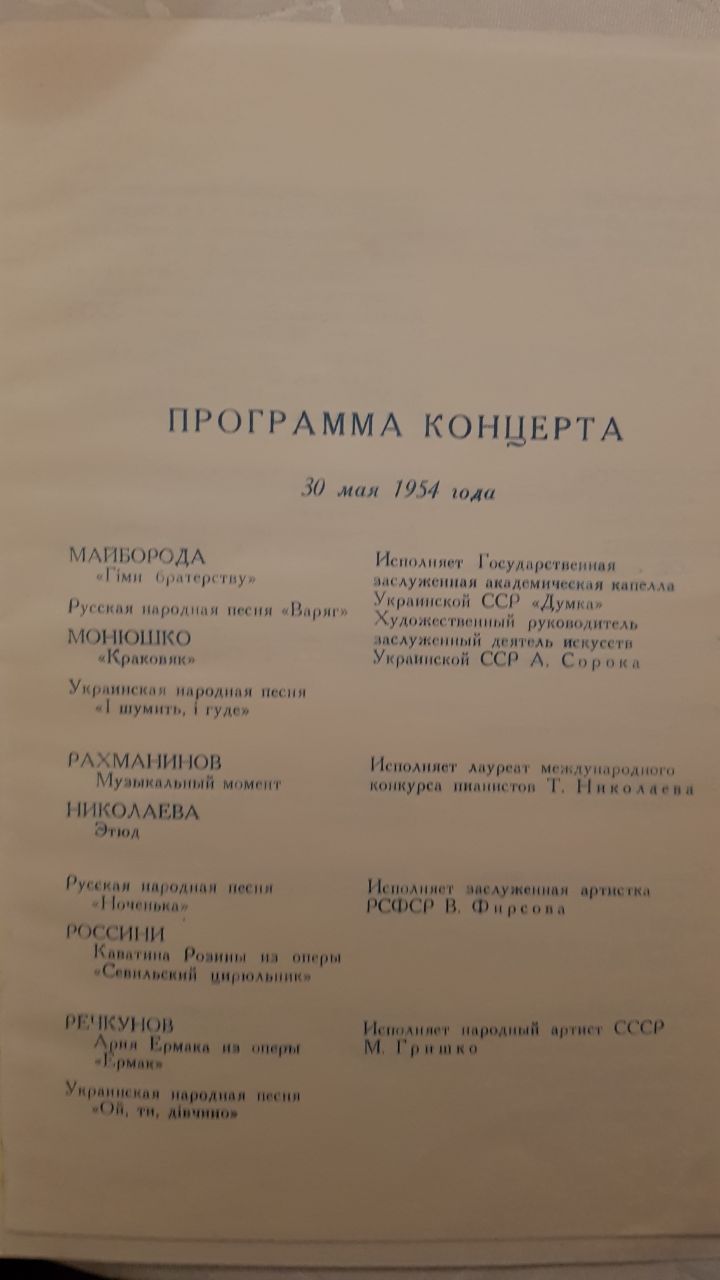 ПРОГРАММА КОНЦЕРТА
30 мая 1954 года
МАЙБОРОДА
«Гімн братерству»
Русская народная песня «Варяг»
МОНЮШКО
«Краковяк»
Украинская народная песня
«І шумить, і гуде»
Исполняет Государственная
заслуженная академическая капелла
Украинской ССР «Думка»
Художественный руководитель
заслуженный деятель искусств
Украинской ССР А. Сорока
РАХМАНИНОВ
Музыкальный момент
НИКОЛАЕВА
Этюд
Исполняет лауреат международного
конкурса пианистов Т. Николаева
Русская народная песня
«Ноченька»
РОССИНИ
Каватина Розины из оперы
«Севильский цирюльник»
Исполняет заслуженная артистка
РСФСР В. Фирсова
РЕЧКУНОВ
Ария Ермака из оперы
«Ермак»
Украинская народная песня
«Ой, ти, дівчино»
Исполняет народный артист СССР
М. Гришко